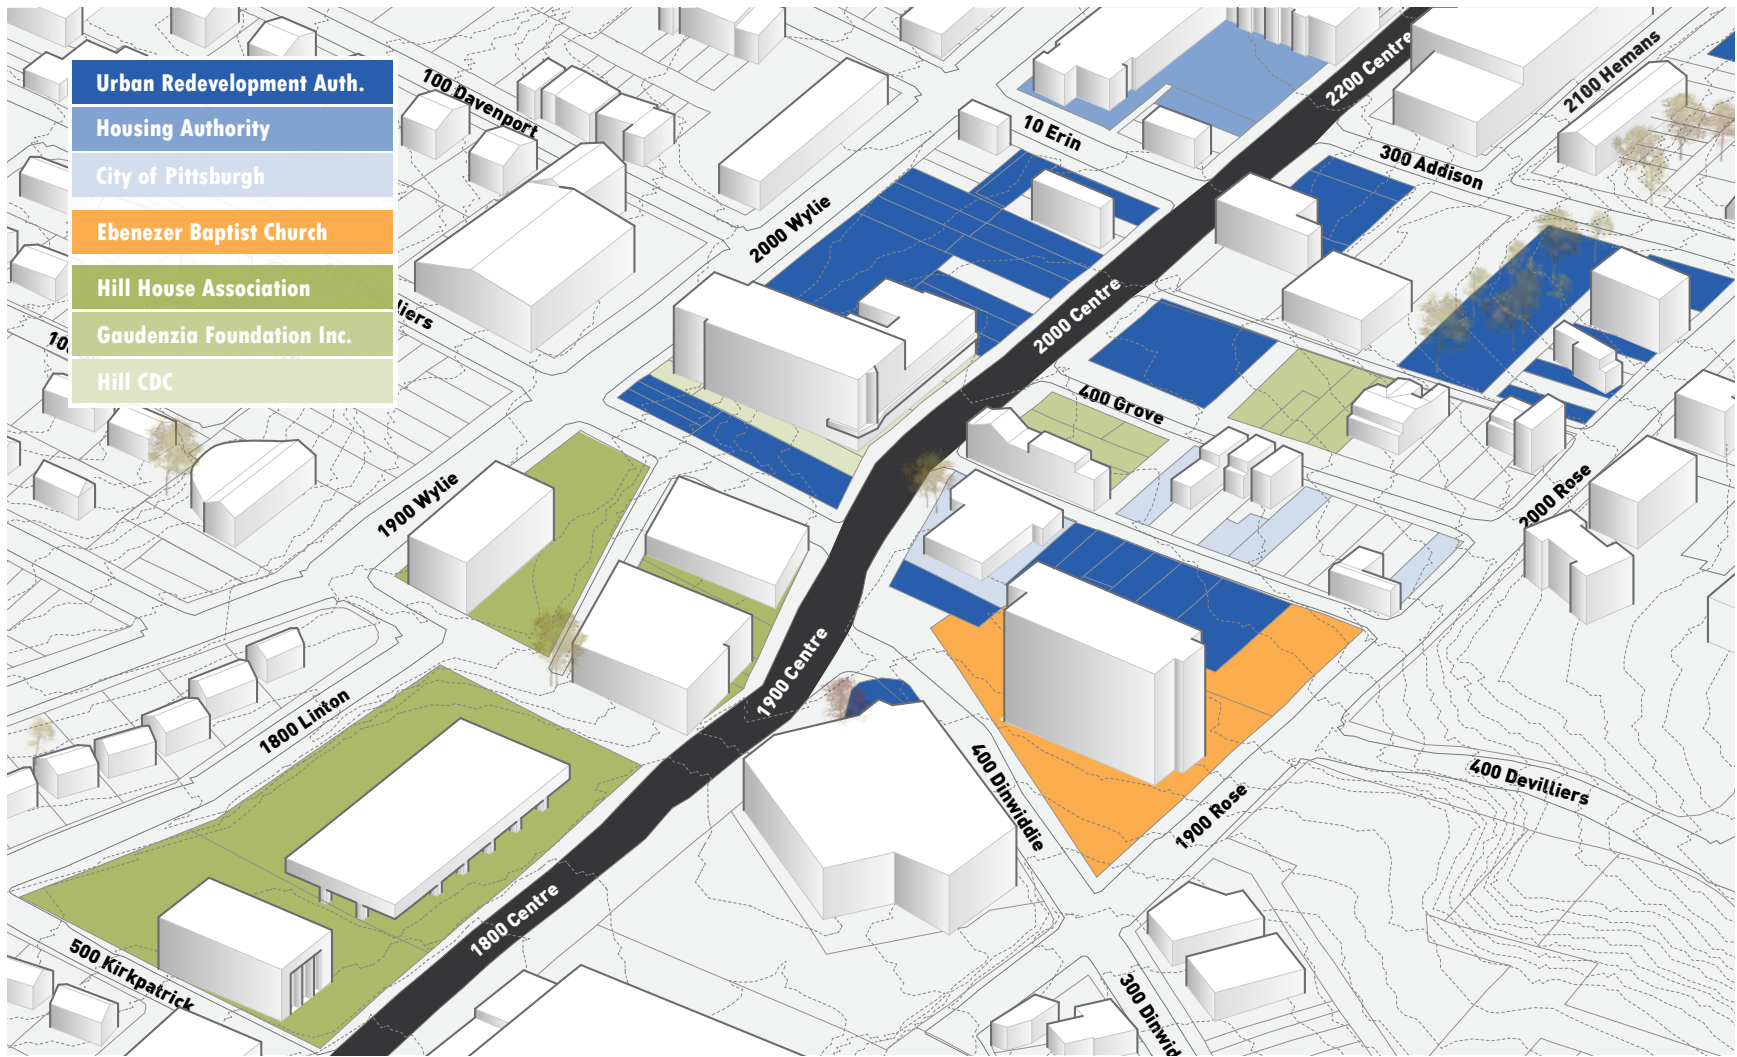 Urban Redevelopment Auth.
Housing Authority
City of Pittsburgh
Ebenezer Baptist Church
Hill House Association
Gaudenzia Foundation Inc.
Hill CDC
100 Davenport
10 Erin
2200 Centre
2100 Hemans
300 Addison
2000 Wylie
2000 Centre
400 Grove
1900 Wylie
2000 Rose
1800 Linton
1900 Centre
400 Dinwiddie
1900 Rose
400 Devilliers
1800 Centre
500 Kirkpatrick
300 Dinwid